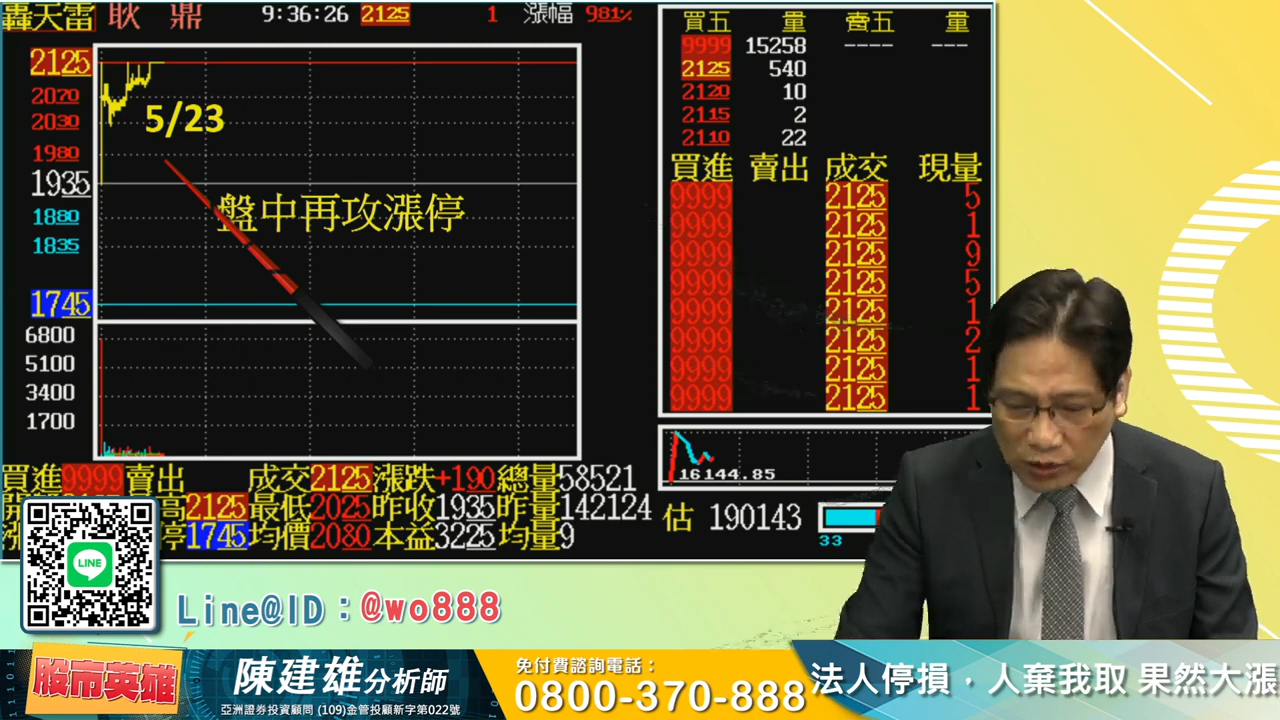 轟天雷 耿 鼎 9:36:26 2125 1 漲幅 981%
2125
2070
2030
1980
1935
1880
1835
1745
6800
5100
3400
1700
5/23
盤中再攻漲停
買五 量 賣五 量
9999 15258 ---- ---
2125 540
2120 10
2115 2
2110 22
買進 賣出 成交 現量
9999 2125 5
9999 2125 1
9999 2125 9
9999 2125 5
9999 2125 1
9999 2125 2
9999 2125 1
9999 2125 1
16144.85
買進9999賣出 成交2125漲跌+190總量58521
高2125最低2025昨收1935昨量142124
停1745均價2080本益3225均量9
估 190143
33
LINE
Line@ID：@wo888
股市英雄
陳建雄分析師
亞洲證券投資顧問 (109)金管投顧新字第022號
免付費諮詢電話：
0800-370-888
法人停損，人棄我取 果然大漲